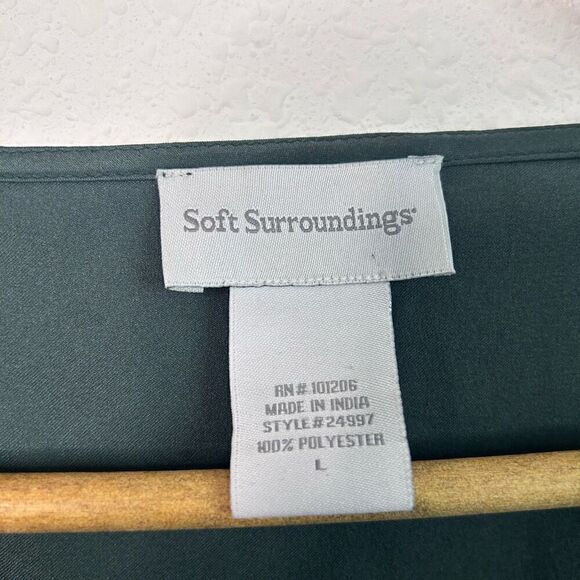 Soft Surroundings®
RN# 101206
MADE IN INDIA
STYLE#24997
100% POLYESTER
L